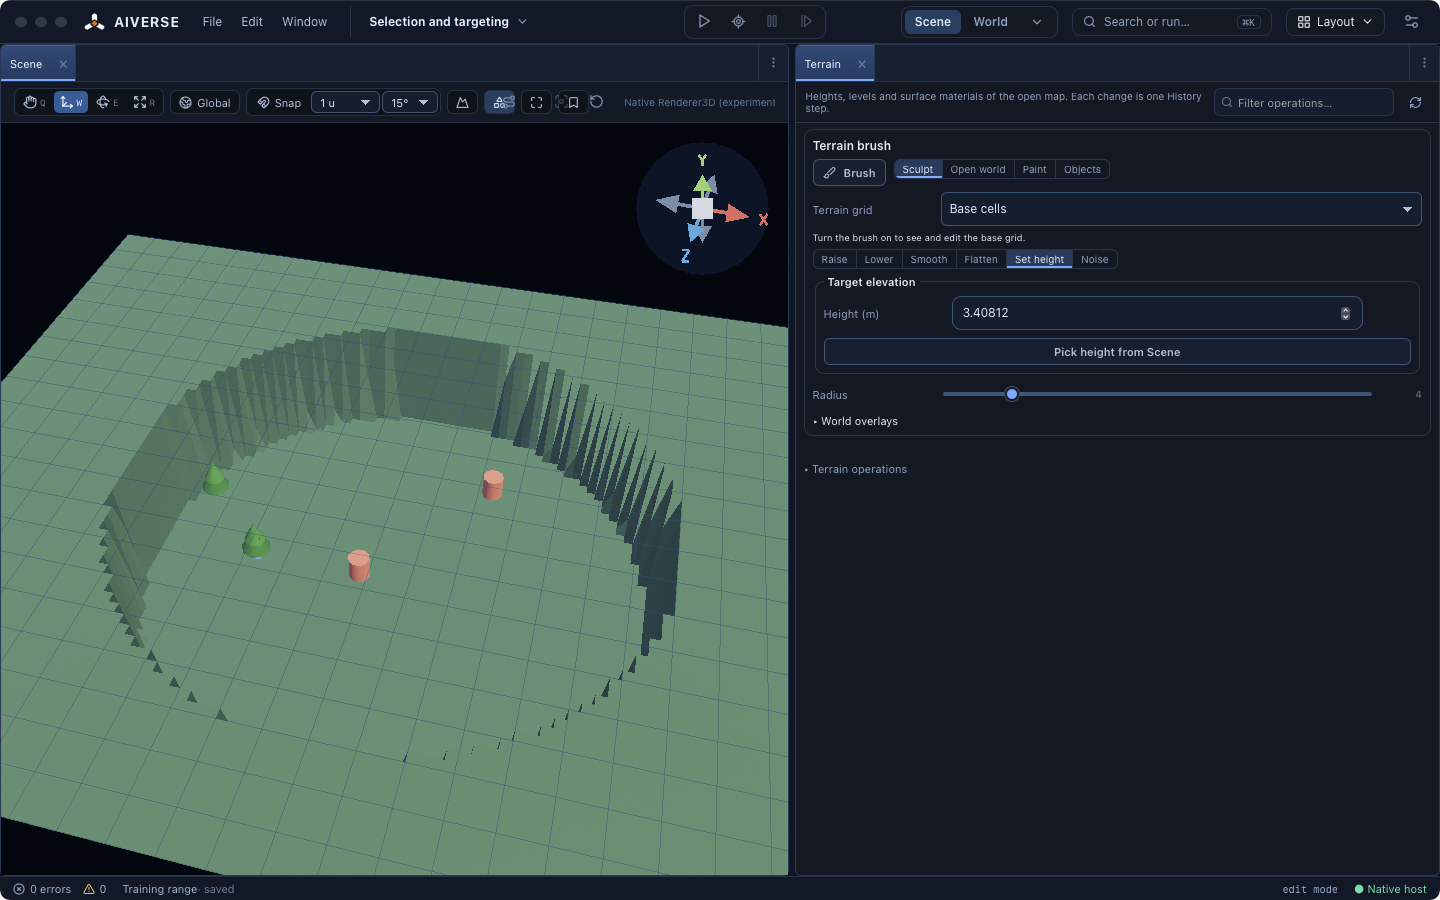 AIVERSE File Edit Window Selection and targeting Scene World Search or run... ⌘K Layout
Scene
Terrain
Q W E R Global Snap 1 u 15° Native Renderer3D (experiment
Heights, levels and surface materials of the open map. Each change is one History
step.
Filter operations...
Terrain brush
Brush Sculpt Open world Paint Objects
Terrain grid Base cells
Turn the brush on to see and edit the base grid.
Raise Lower Smooth Flatten Set height Noise
Target elevation
Height (m) 3.40812
Pick height from Scene
Radius 4
World overlays
Terrain operations
Y
X
Z
0 errors 0 Training range · saved edit mode Native host